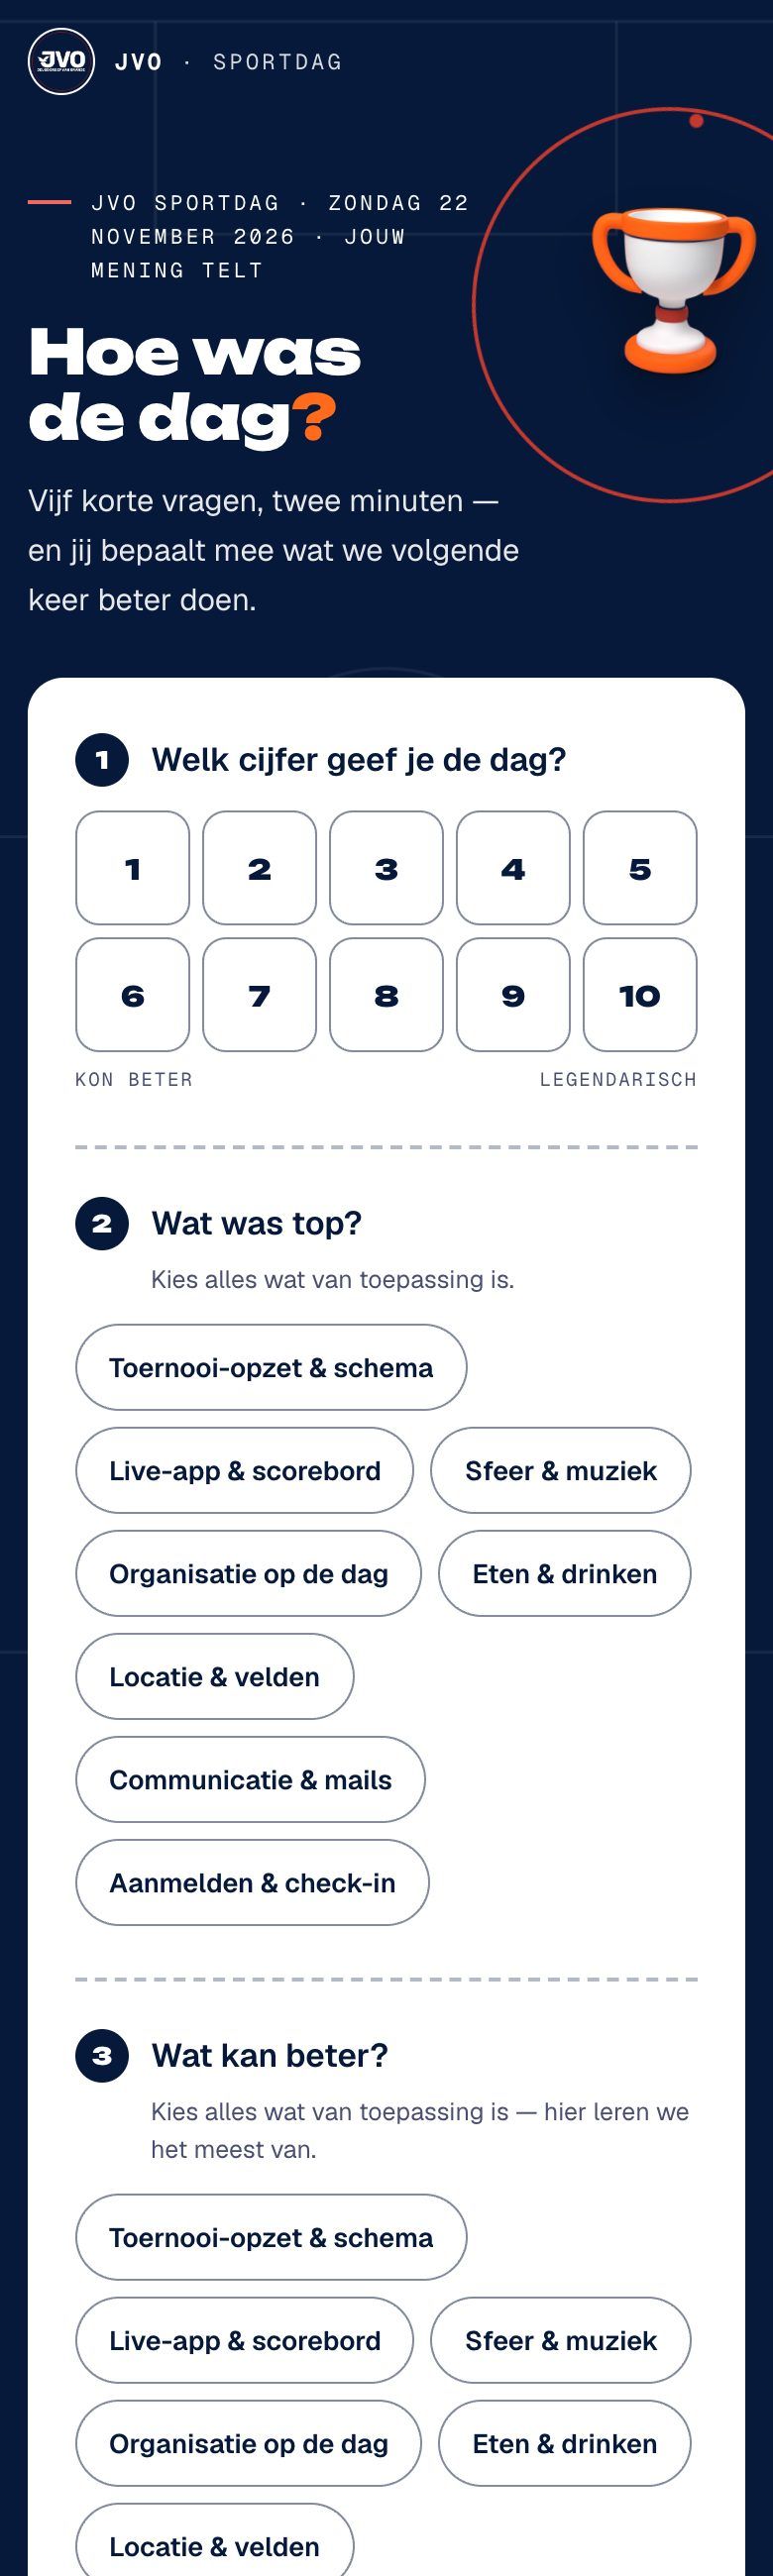 JVO
JVO · SPORTDAG
JVO SPORTDAG · ZONDAG 22
NOVEMBER 2026 · JOUW
MENING TELT
Hoe was
de dag?
Vijf korte vragen, twee minuten —
en jij bepaalt mee wat we volgende
keer beter doen.
1 Welk cijfer geef je de dag?
1 2 3 4 5
6 7 8 9 10
KON BETER LEGENDARISCH
2 Wat was top?
Kies alles wat van toepassing is.
Toernooi-opzet & schema
Live-app & scorebord Sfeer & muziek
Organisatie op de dag Eten & drinken
Locatie & velden
Communicatie & mails
Aanmelden & check-in
3 Wat kan beter?
Kies alles wat van toepassing is — hier leren we
het meest van.
Toernooi-opzet & schema
Live-app & scorebord Sfeer & muziek
Organisatie op de dag Eten & drinken
Locatie & velden